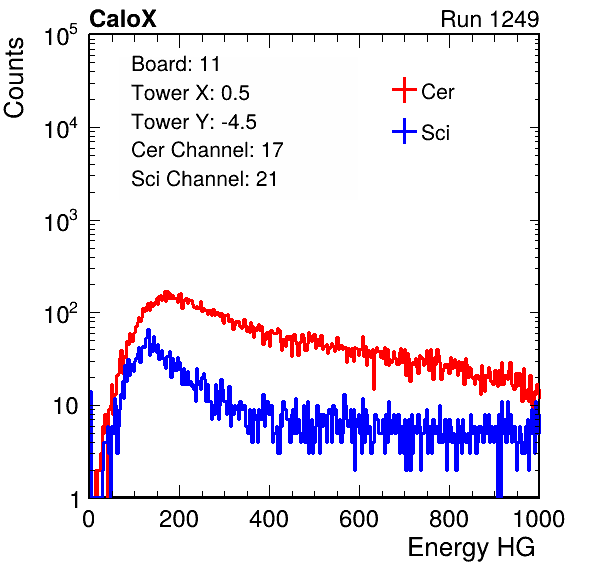 CaloX Run 1249
Counts
10^5
10^4
10^3
10^2
10
1
Board: 11
Tower X: 0.5
Tower Y: -4.5
Cer Channel: 17
Sci Channel: 21
Cer
Sci
0 200 400 600 800 1000
Energy HG